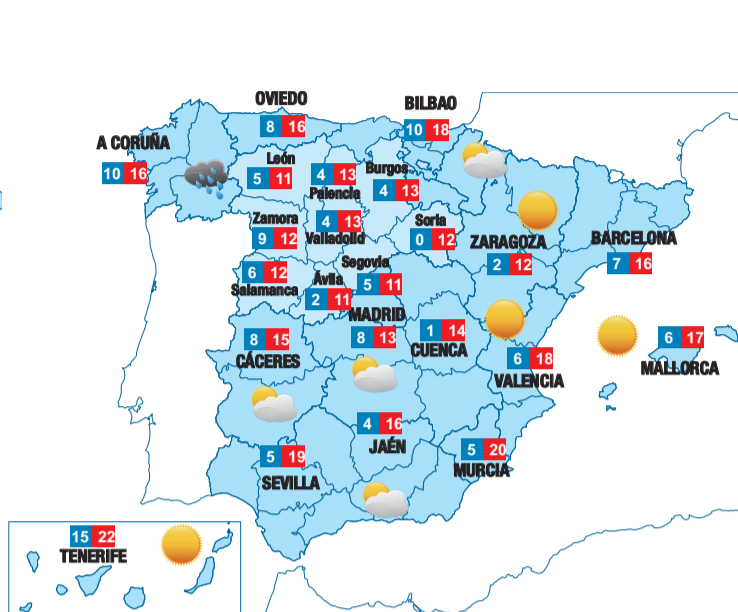 OVIEDO
8 16
BILBAO
10 18
A CORUÑA
10 16
León
5 11
4 13
Palencia
Burgos
4 13
Zamora
9 12
4 13
Valladolid
Soria
0 12
ZARAGOZA
2 12
BARCELONA
7 16
6 12
Salamanca
Ávila
2 11
Segovia
5 11
MADRID
8 13
1 14
CUENCA
8 15
CÁCERES
6 18
VALENCIA
6 17
MALLORCA
4 16
JAÉN
5 20
MURCIA
5 19
SEVILLA
15 22
TENERIFE